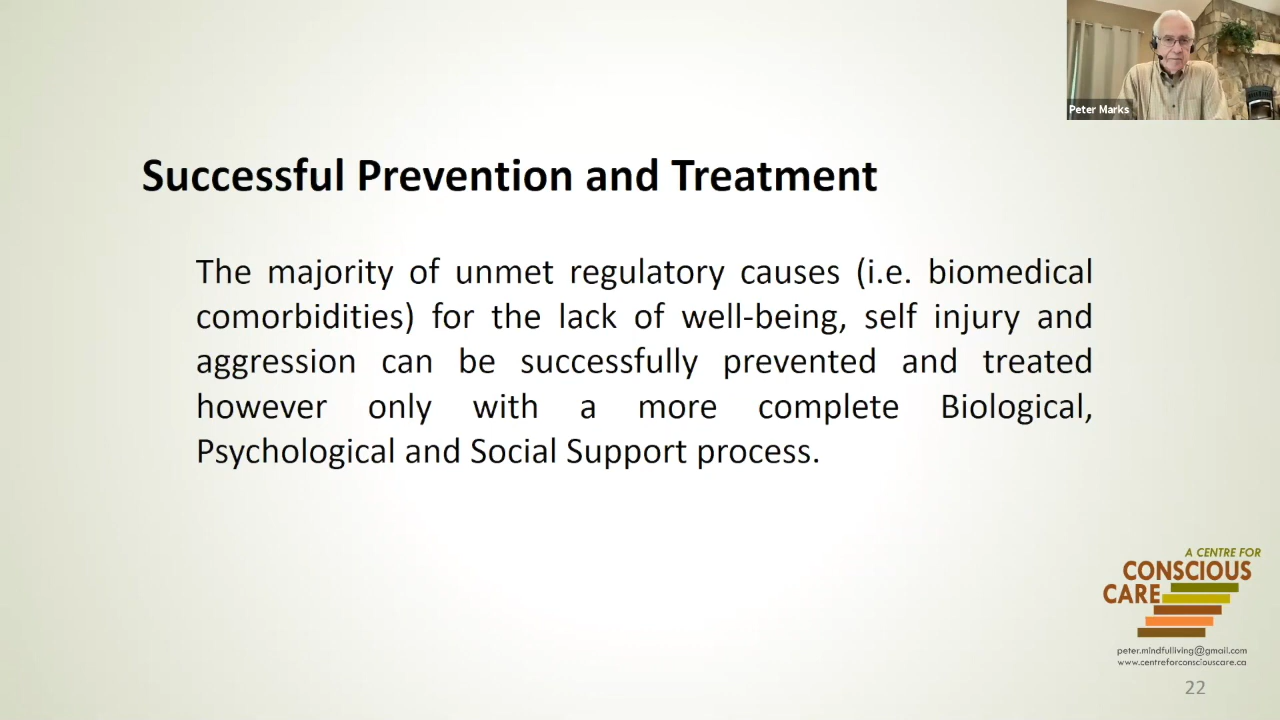 Peter Marks
Successful Prevention and Treatment
The majority of unmet regulatory causes (i.e. biomedical
comorbidities) for the lack of well-being, self injury and
aggression can be successfully prevented and treated
however only with a more complete Biological,
Psychological and Social Support process.
A CENTRE FOR
CONSCIOUS
CARE
peter.mindfulliving@gmail.com
www.centreforconsciouscare.ca
22